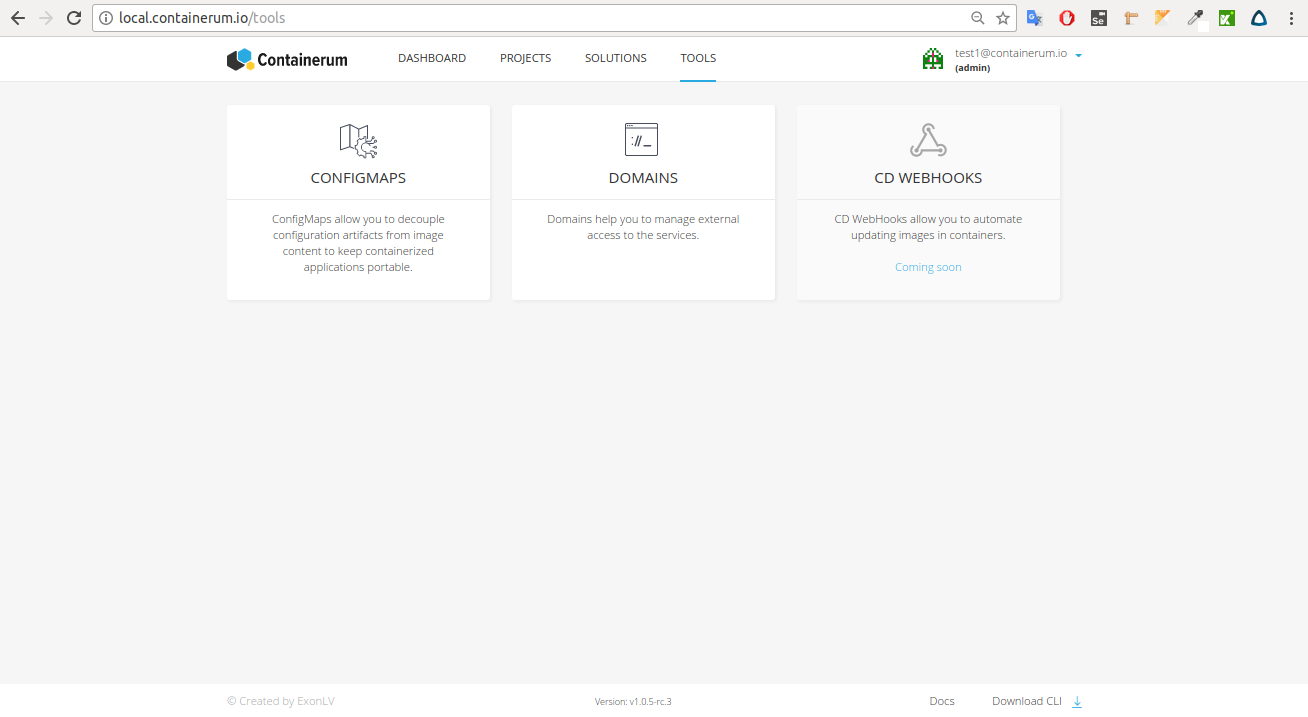 local.containerum.io/tools
Se
Containerum
DASHBOARD
PROJECTS
SOLUTIONS
TOOLS
test1@containerum.io
(admin)
CONFIGMAPS
ConfigMaps allow you to decouple
configuration artifacts from image
content to keep containerized
applications portable.
://_
DOMAINS
Domains help you to manage external
access to the services.
CD WEBHOOKS
CD WebHooks allow you to automate
updating images in containers.
Coming soon
© Created by ExonLV
Version: v1.0.5-rc.3
Docs
Download CLI